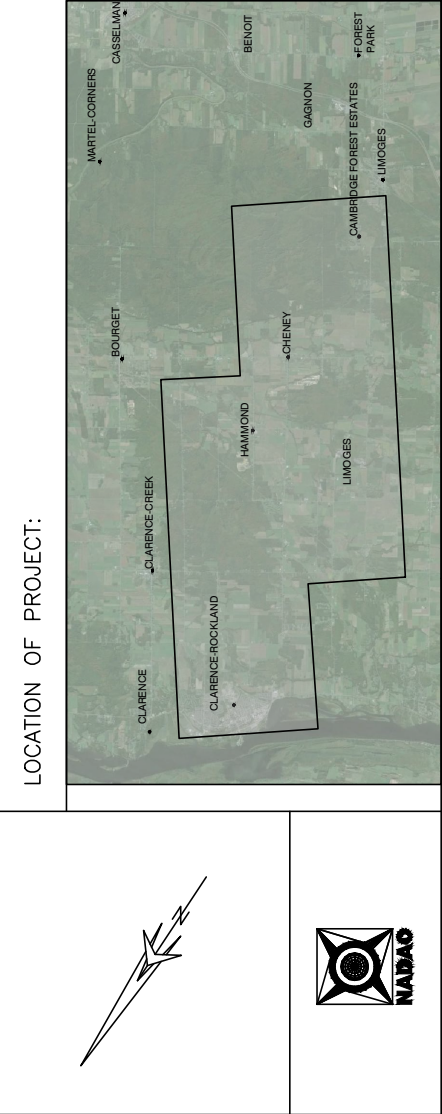 LOCATION OF PROJECT:
CASSELMAN
MARTEL-CORNERS
BENOIT
FOREST
PARK
GAGNON
LIMOGES
CAMBRIDGE FOREST ESTATES
BOURGET
CHENEY
HAMMOND
LIMOGES
CLARENCE-CREEK
CLARENCE-ROCKLAND
CLARENCE
N
NADAO